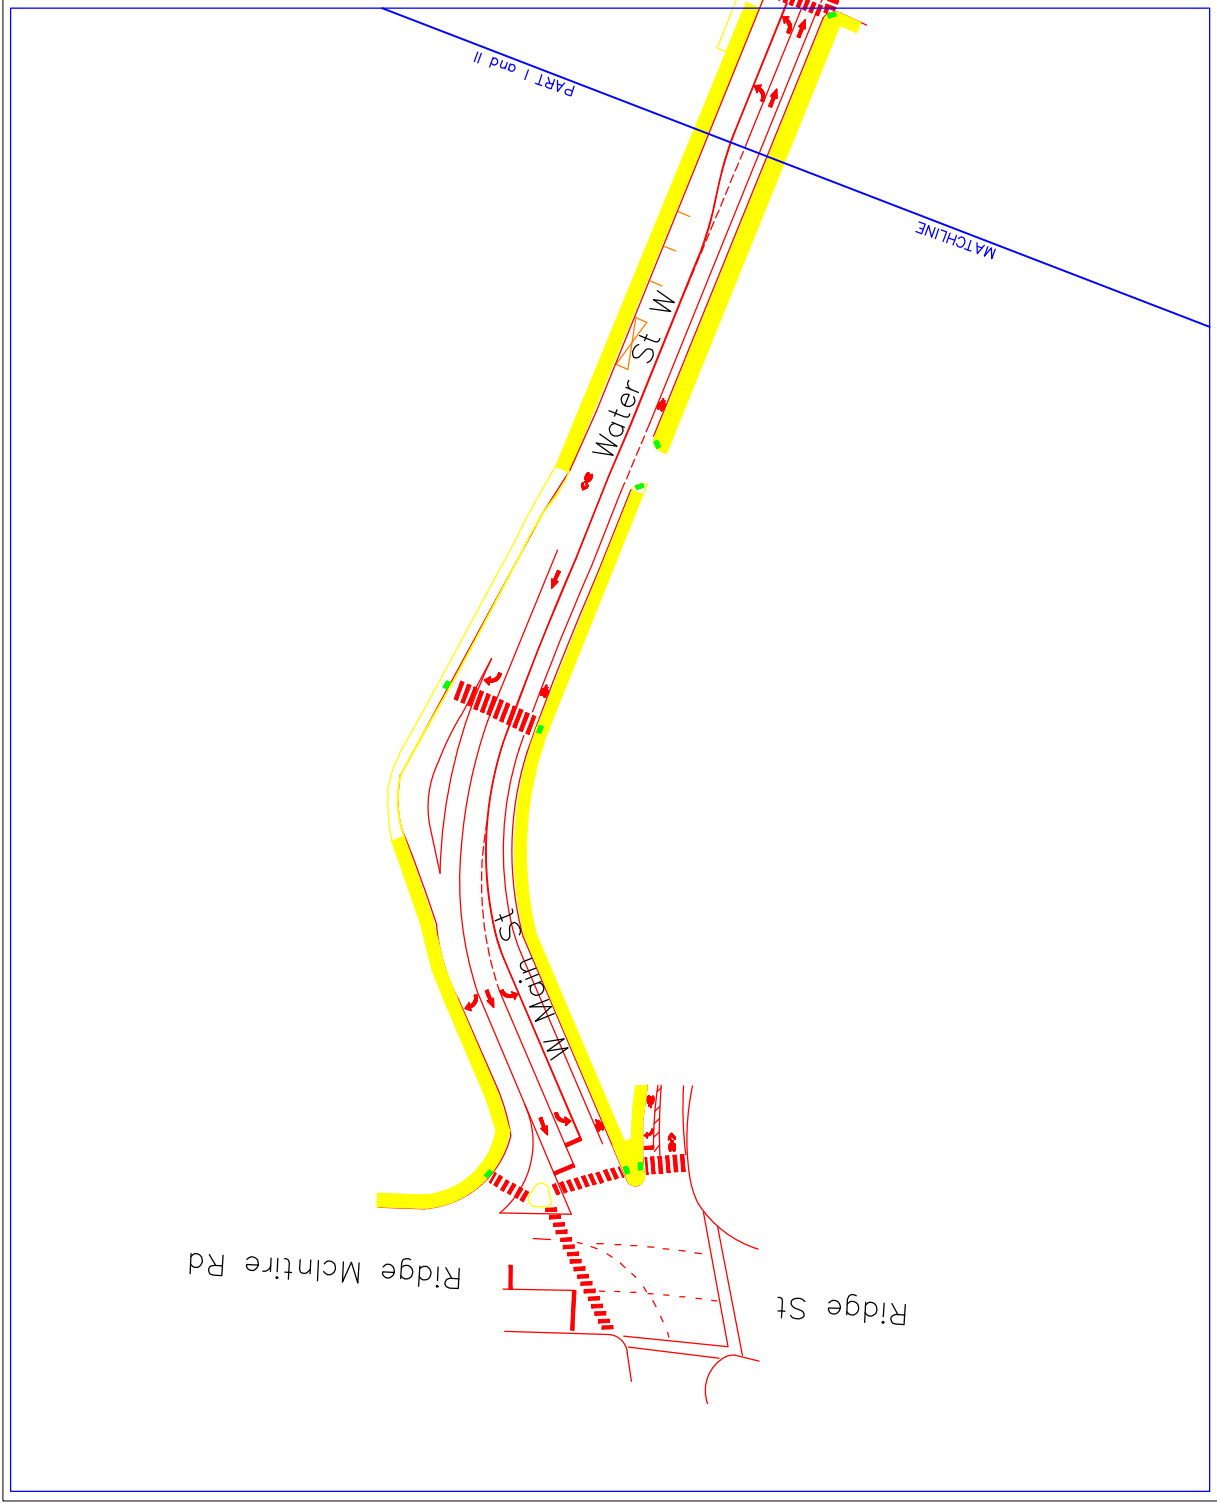 PART I and II
MATCHLINE
Water St W
W Main St
Ridge McIntire Rd
Ridge St